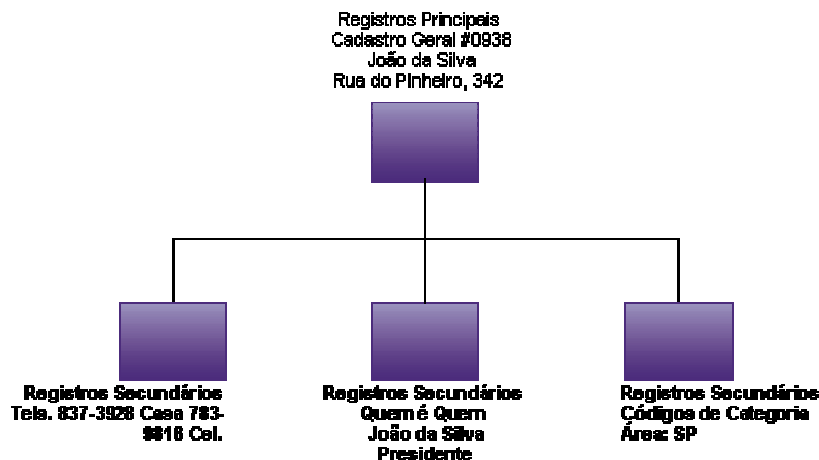 Registros Principais
Cadastro Geral #0936
João da Silva
Rua do Pinheiro, 342
Registros Secundários
Tels. 837-3928 Casa 783-
9816 Cel.
Registros Secundários
Quem é Quem
João da Silva
Presidente
Registros Secundários
Códigos de Categoria
Área: SP